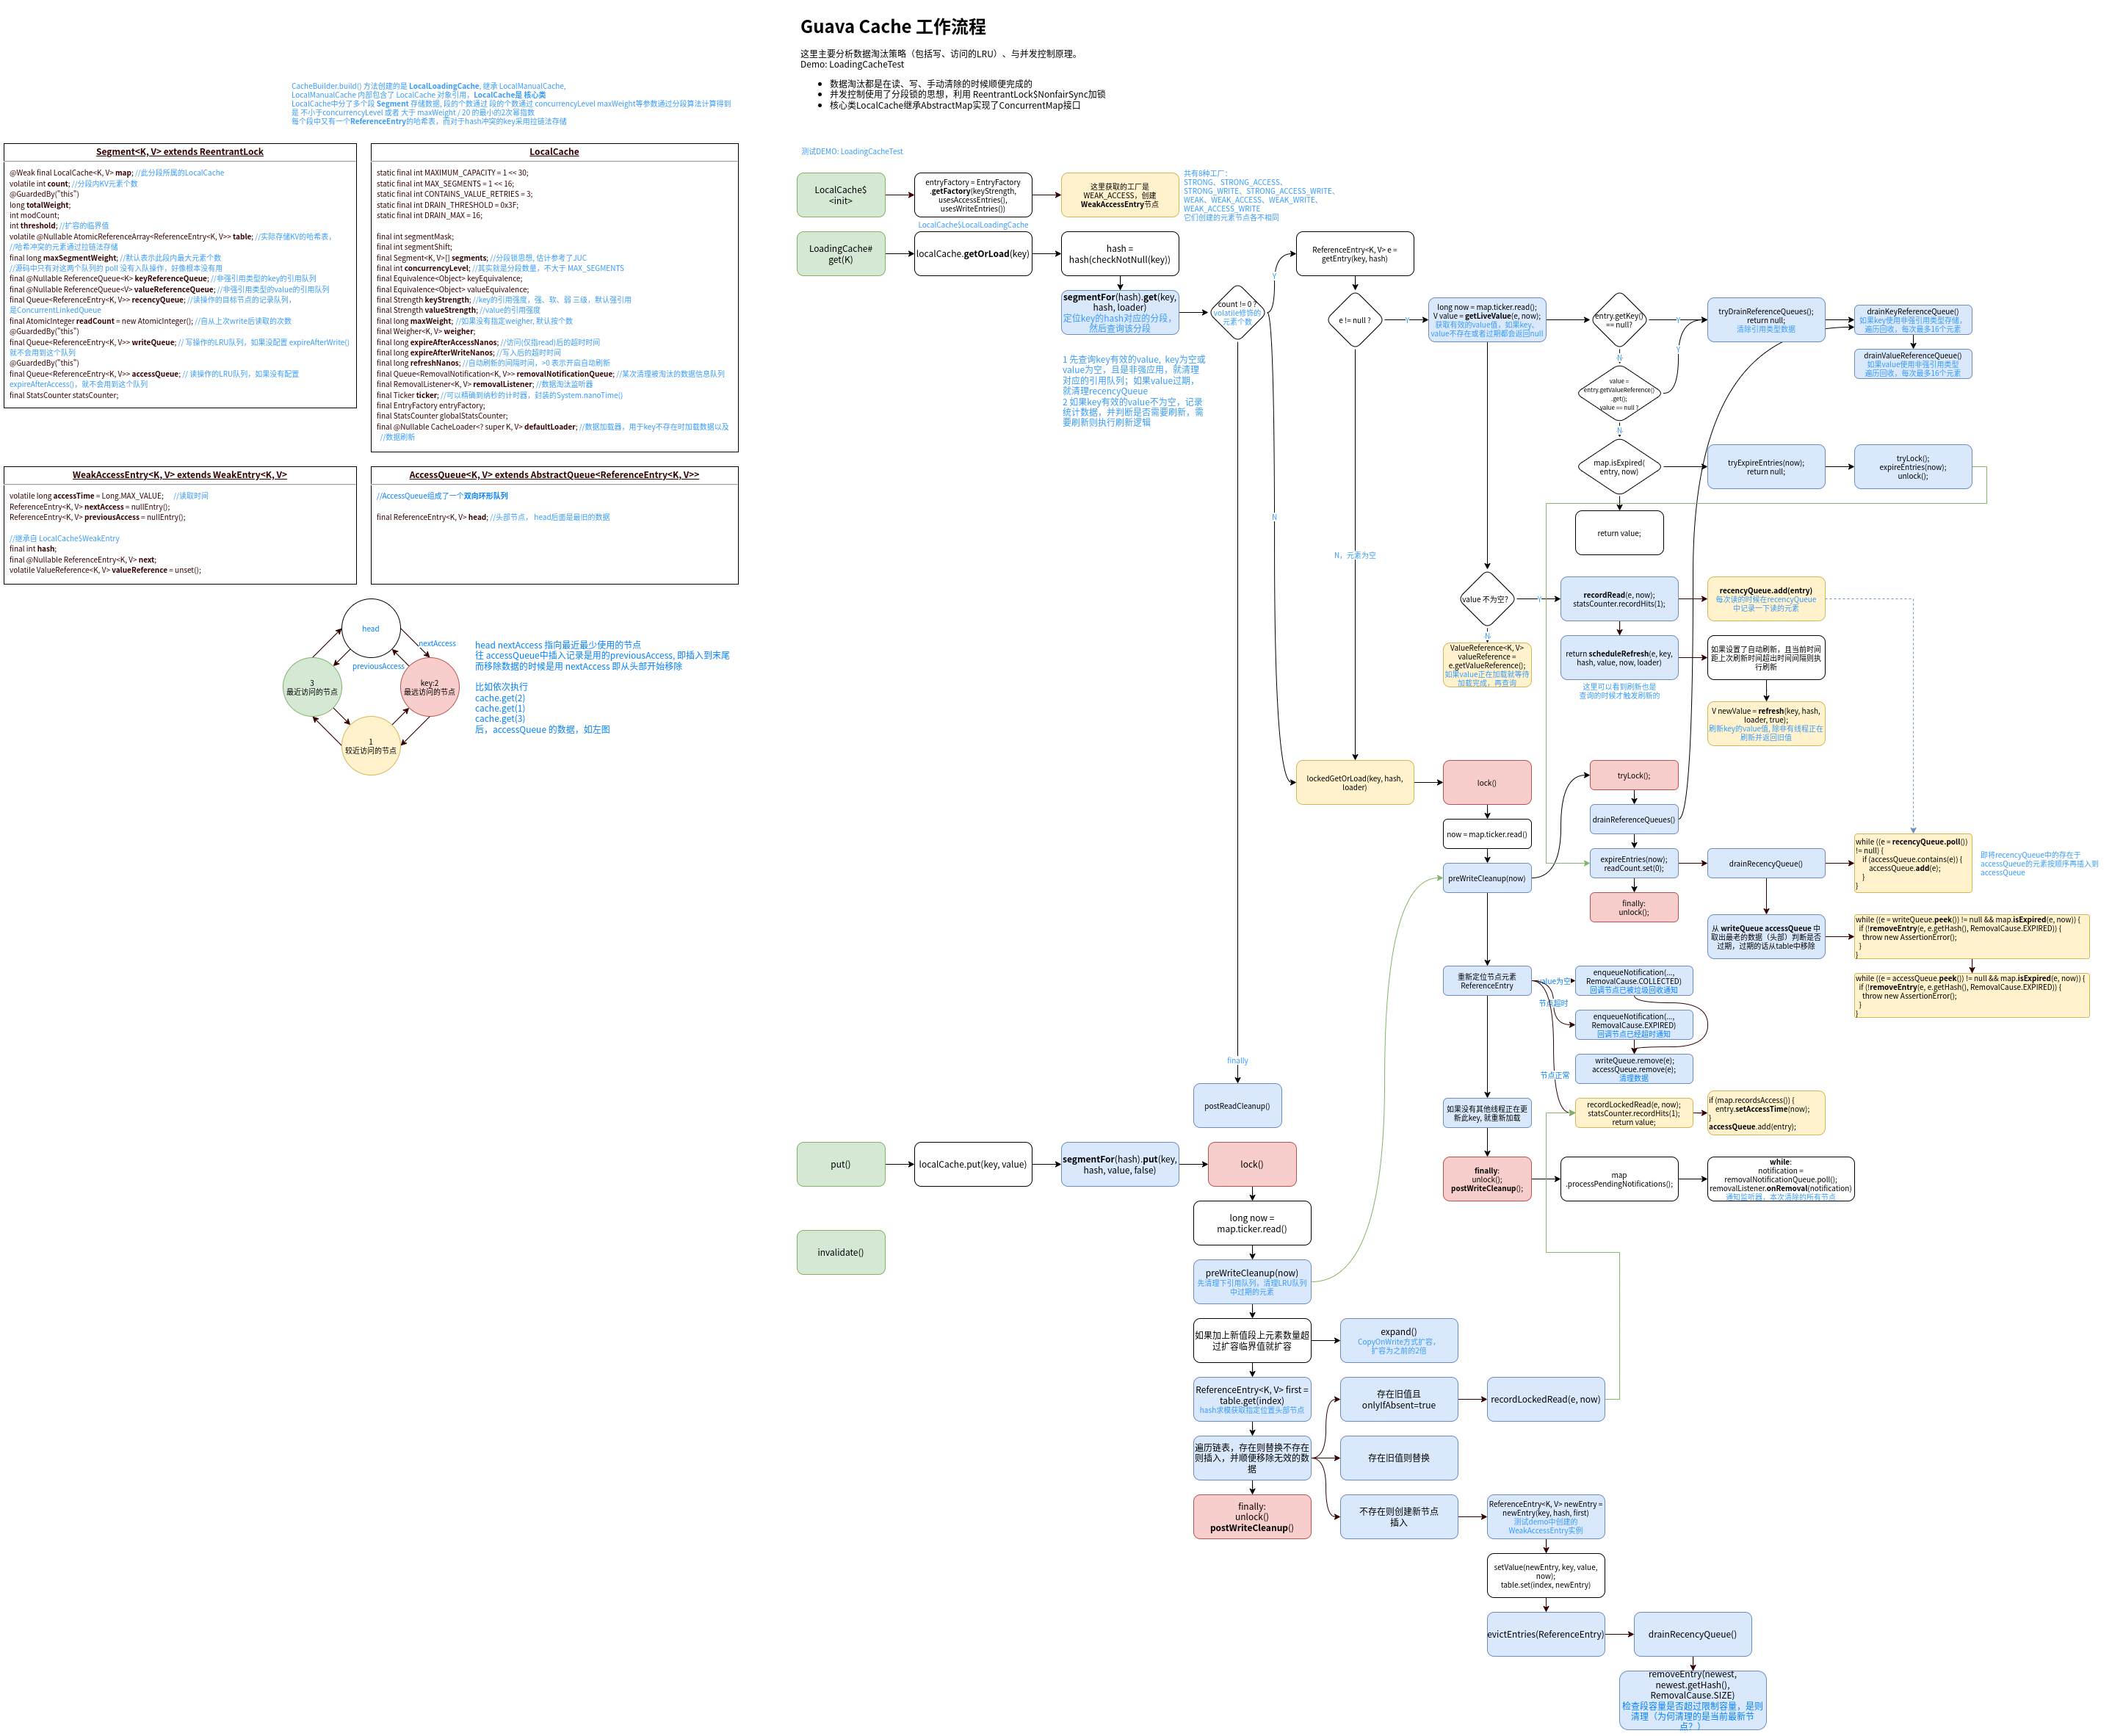 Guava Cache 工作流程
这里主要分析数据淘汰策略（包括写、访问的LRU）、与并发控制原理。
Demo: LoadingCacheTest
数据淘汰都是在读、写、手动清除的时候顺便完成的
并发控制使用了分段锁的思想，利用 ReentrantLock$NonfairSync加锁
核心类LocalCache继承AbstractMap实现了ConcurrentMap接口
CacheBuilder.build() 方法创建的是 LocalLoadingCache, 继承 LocalManualCache,
LocalManualCache 内部包含了 LocalCache 对象引用，LocalCache是 核心类
LocalCache中分了多个段 Segment 存储数据, 段的个数通过 段的个数通过 concurrencyLevel maxWeight等参数通过分段算法计算得到
是 不小于concurrencyLevel 或者 大于 maxWeight / 20 的最小的2次幂指数
每个段中又有一个ReferenceEntry的哈希表，而对于hash冲突的key采用拉链法存储
Segment<K, V> extends ReentrantLock
@Weak final LocalCache<K, V> map; //此分段所属的LocalCache
volatile int count; //分段内KV元素个数
@GuardedBy("this")
long totalWeight;
int modCount;
int threshold; //扩容的临界值
volatile @Nullable AtomicReferenceArray<ReferenceEntry<K, V>> table; //实际存储KV的哈希表，
//哈希冲突的元素通过拉链法存储
final long maxSegmentWeight; //默认表示此段内最大元素个数
//源码中只有对这两个队列的 poll 没有入队操作，好像根本没有用
final @Nullable ReferenceQueue<K> keyReferenceQueue; //非强引用类型的key的引用队列
final @Nullable ReferenceQueue<V> valueReferenceQueue; //非强引用类型的value的引用队列
final Queue<ReferenceEntry<K, V>> recencyQueue; //读操作的目标节点的记录队列，
是ConcurrentLinkedQueue
final AtomicInteger readCount = new AtomicInteger(); //自从上次write后读取的次数
@GuardedBy("this")
final Queue<ReferenceEntry<K, V>> writeQueue; // 写操作的LRU队列，如果没配置 expireAfterWrite()
就不会用到这个队列
@GuardedBy("this")
final Queue<ReferenceEntry<K, V>> accessQueue; // 读操作的LRU队列，如果没有配置
expireAfterAccess()，就不会用到这个队列
final StatsCounter statsCounter;
LocalCache
static final int MAXIMUM_CAPACITY = 1 << 30;
static final int MAX_SEGMENTS = 1 << 16;
static final int CONTAINS_VALUE_RETRIES = 3;
static final int DRAIN_THRESHOLD = 0x3F;
static final int DRAIN_MAX = 16;
final int segmentMask;
final int segmentShift;
final Segment<K, V>[] segments; //分段锁思想, 估计参考了JUC
final int concurrencyLevel; //其实就是分段数量，不大于 MAX_SEGMENTS
final Equivalence<Object> keyEquivalence;
final Equivalence<Object> valueEquivalence;
final Strength keyStrength; //key的引用强度，强、软、弱 三级，默认强引用
final Strength valueStrength; //value的引用强度
final long maxWeight; //如果没有指定weigher, 默认按个数
final Weigher<K, V> weigher;
final long expireAfterAccessNanos; //访问(仅指read)后的超时时间
final long expireAfterWriteNanos; //写入后的超时时间
final long refreshNanos; //自动刷新的间隔时间，>0 表示开启自动刷新
final Queue<RemovalNotification<K, V>> removalNotificationQueue; //某次清理被淘汰的数据信息队列
final RemovalListener<K, V> removalListener; //数据淘汰监听器
final Ticker ticker; //可以精确到纳秒的计时器，封装的System.nanoTime()
final EntryFactory entryFactory;
final StatsCounter globalStatsCounter;
final @Nullable CacheLoader<? super K, V> defaultLoader; //数据加载器，用于key不存在时加载数据以及
//数据刷新
WeakAccessEntry<K, V> extends WeakEntry<K, V>
volatile long accessTime = Long.MAX_VALUE; //读取时间
ReferenceEntry<K, V> nextAccess = nullEntry();
ReferenceEntry<K, V> previousAccess = nullEntry();
//继承自 LocalCache$WeakEntry
final int hash;
final @Nullable ReferenceEntry<K, V> next;
volatile ValueReference<K, V> valueReference = unset();
AccessQueue<K, V> extends AbstractQueue<ReferenceEntry<K, V>>
//AccessQueue组成了一个双向环形队列
final ReferenceEntry<K, V> head; //头部节点， head后面是最旧的数据
head
nextAccess
previousAccess
3
最近访问的节点
key:2
最远访问的节点
1
较近访问的节点
head nextAccess 指向最近最少使用的节点
往 accessQueue中插入记录是用的previousAccess, 即插入到末尾
而移除数据的时候是用 nextAccess 即从头部开始移除
比如依次执行
cache.get(2)
cache.get(1)
cache.get(3)
后，accessQueue 的数据，如左图
测试DEMO: LoadingCacheTest
LocalCache$
<init>
entryFactory = EntryFactory
.getFactory(keyStrength,
usesAccessEntries(),
usesWriteEntries())
这里获取的工厂是
WEAK_ACCESS，创建
WeakAccessEntry节点
共有8种工厂：
STRONG、STRONG_ACCESS、
STRONG_WRITE、STRONG_ACCESS_WRITE、
WEAK、WEAK_ACCESS、WEAK_WRITE、
WEAK_ACCESS_WRITE
它们创建的元素节点各不相同
LocalCache$LocalLoadingCache
LoadingCache#
get(K)
localCache.getOrLoad(key)
hash =
hash(checkNotNull(key))
segmentFor(hash).get(key,
hash, loader)
定位key的hash对应的分段，
然后查询该分段
1 先查询key有效的value, key为空或
value为空，且是非强应用，就清理
对应的引用队列；如果value过期，
就清理recencyQueue
2 如果key有效的value不为空，记录
统计数据，并判断是否需要刷新，需
要刷新则执行刷新逻辑
count != 0 ?
volatile修饰的
元素个数
Y
N
ReferenceEntry<K, V> e =
getEntry(key, hash)
e != null ?
Y
N，元素为空
long now = map.ticker.read();
V value = getLiveValue(e, now);
获取有效的value值，如果key、
value不存在或者过期都会返回null
entry.getKey()
== null?
Y
N
value =
entry.getValueReference()
.get();
value == null ?
Y
N
tryDrainReferenceQueues();
return null;
清除引用类型数据
drainKeyReferenceQueue()
如果key使用非强引用类型存储，
遍历回收，每次最多16个元素
drainValueReferenceQueue()
如果value使用非强引用类型
遍历回收，每次最多16个元素
map.isExpired(
entry, now)
tryExpireEntries(now);
return null;
tryLock();
expireEntries(now);
unlock();
return value;
value 不为空?
Y
N
recordRead(e, now);
statsCounter.recordHits(1);
recencyQueue.add(entry)
每次读的时候在recencyQueue
中记录一下读的元素
ValueReference<K, V>
valueReference =
e.getValueReference();
如果value正在加载就等待
加载完成，再查询
return scheduleRefresh(e, key,
hash, value, now, loader)
这里可以看到刷新也是
查询的时候才触发刷新的
如果设置了自动刷新，且当前时间
距上次刷新时间超出时间间隔则执
行刷新
V newValue = refresh(key, hash,
loader, true);
刷新key的value值, 除非有线程正在
刷新并返回旧值
lockedGetOrLoad(key, hash,
loader)
lock()
now = map.ticker.read()
preWriteCleanup(now)
tryLock();
drainReferenceQueues()
expireEntries(now);
readCount.set(0);
finally:
unlock();
drainRecencyQueue()
while ((e = recencyQueue.poll())
!= null) {
if (accessQueue.contains(e)) {
accessQueue.add(e);
}
}
即将recencyQueue中的存在于
accessQueue的元素按顺序再插入到
accessQueue
从 writeQueue accessQueue 中
取出最老的数据（头部）判断是否
过期，过期的话从table中移除
while ((e = writeQueue.peek()) != null && map.isExpired(e, now)) {
if (!removeEntry(e, e.getHash(), RemovalCause.EXPIRED)) {
throw new AssertionError();
}
}
while ((e = accessQueue.peek()) != null && map.isExpired(e, now)) {
if (!removeEntry(e, e.getHash(), RemovalCause.EXPIRED)) {
throw new AssertionError();
}
}
重新定位节点元素
ReferenceEntry
value为空
节点超时
节点正常
enqueueNotification(...,
RemovalCause.COLLECTED)
回调节点已被垃圾回收通知
enqueueNotification(...,
RemovalCause.EXPIRED)
回调节点已经超时通知
writeQueue.remove(e);
accessQueue.remove(e);
清理数据
recordLockedRead(e, now);
statsCounter.recordHits(1);
return value;
if (map.recordsAccess()) {
entry.setAccessTime(now);
}
accessQueue.add(entry);
如果没有其他线程正在更
新此key, 就重新加载
finally:
unlock();
postWriteCleanup();
map
.processPendingNotifications();
while:
notification =
removalNotificationQueue.poll();
removalListener.onRemoval(notification)
通知监听器，本次清除的所有节点
finally
postReadCleanup()
put()
localCache.put(key, value)
segmentFor(hash).put(key,
hash, value, false)
lock()
long now =
map.ticker.read()
invalidate()
preWriteCleanup(now)
先清理下引用队列，清理LRU队列
中过期的元素
如果加上新值段上元素数量超
过扩容临界值就扩容
expand()
CopyOnWrite方式扩容，
扩容为之前的2倍
ReferenceEntry<K, V> first =
table.get(index)
hash求模获取指定位置头部节点
存在旧值且
onlyIfAbsent=true
recordLockedRead(e, now)
遍历链表，存在则替换不存在
则插入，并顺便移除无效的数
据
存在旧值则替换
finally:
unlock()
postWriteCleanup()
不存在则创建新节点
插入
ReferenceEntry<K, V> newEntry =
newEntry(key, hash, first)
测试demo中创建的
WeakAccessEntry实例
setValue(newEntry, key, value,
now);
table.set(index, newEntry)
evictEntries(ReferenceEntry)
drainRecencyQueue()
removeEntry(newest,
newest.getHash(),
RemovalCause.SIZE)
检查段容量是否超过限制容量，是则
清理（为何清理的是当前最新节
点？）